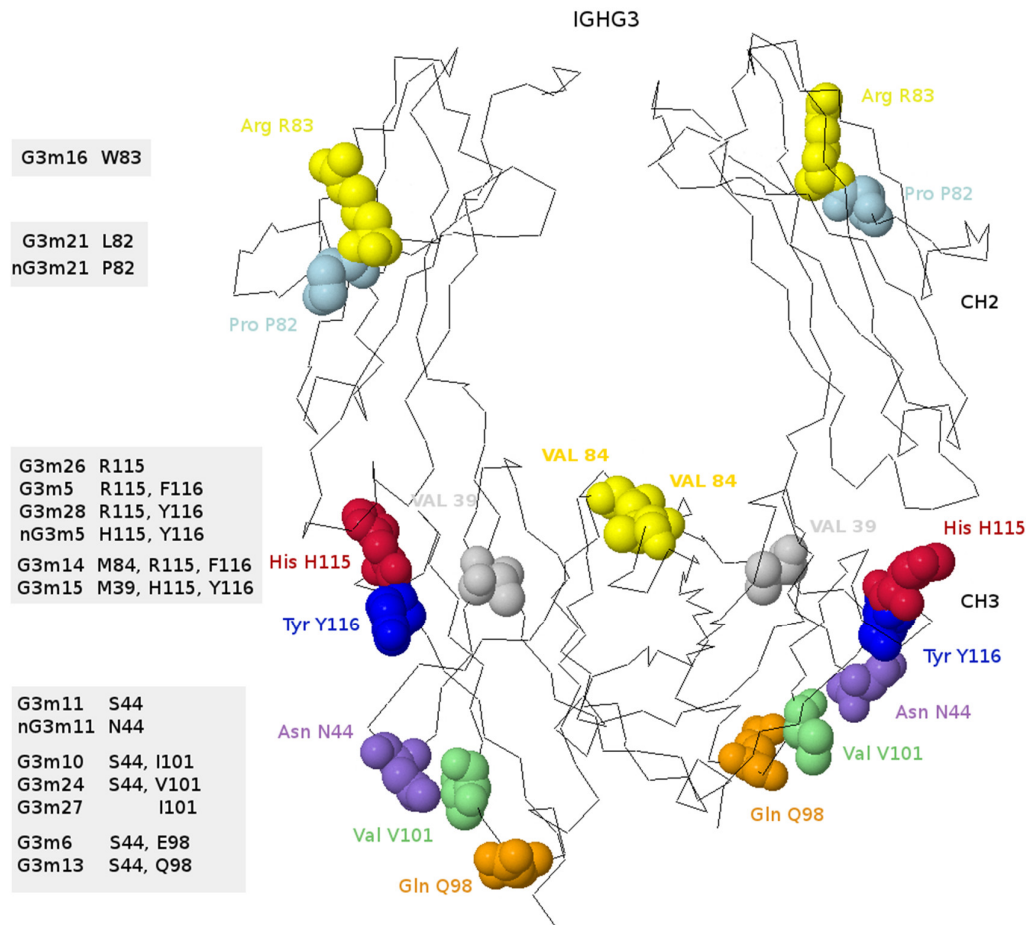 IGHG3
Arg R83
Arg R83
G3m16 W83
Pro P82
G3m21 L82
nG3m21 P82
CH2
Pro P82
VAL 84
VAL 84
G3m26 R115
G3m5 R115, F116
G3m28 R115, Y116
nG3m5 H115, Y116
G3m14 M84, R115, F116
G3m15 M39, H115, Y116
VAL 39
VAL 39
His H115
His H115
CH3
Tyr Y116
Tyr Y116
G3m11 S44
nG3m11 N44
G3m10 S44, I101
G3m24 S44, V101
G3m27 I101
G3m6 S44, E98
G3m13 S44, Q98
Asn N44
Asn N44
Val V101
Val V101
Gln Q98
Gln Q98